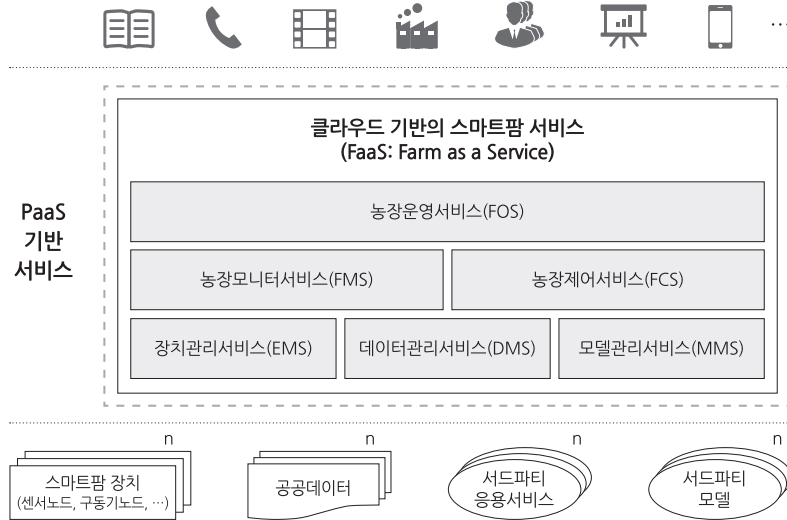 ...
클라우드 기반의 스마트팜 서비스
(FaaS: Farm as a Service)
PaaS
기반
서비스
농장운영서비스(FOS)
농장모니터서비스(FMS)
농장제어서비스(FCS)
장치관리서비스(EMS)
데이터관리서비스(DMS)
모델관리서비스(MMS)
n
스마트팜 장치
(센서노드, 구동기노드, …)
n
공공데이터
n
서드파티
응용서비스
n
서드파티
모델